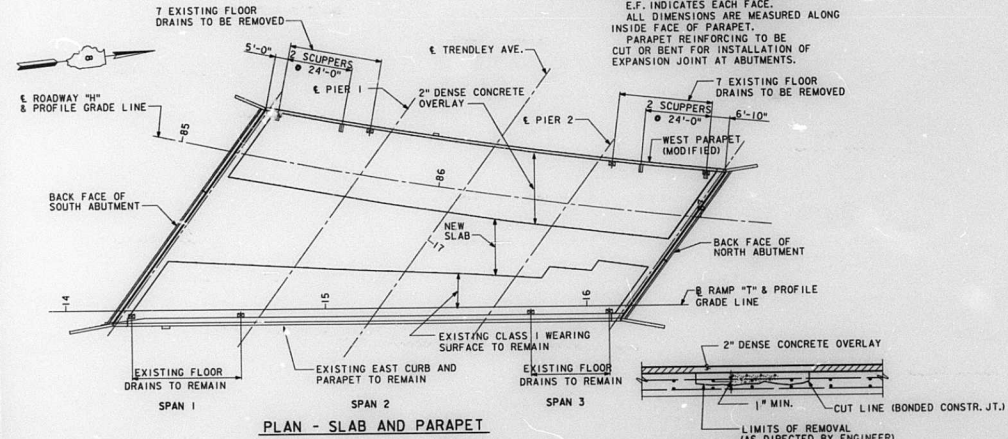 7 EXISTING FLOOR
DRAINS TO BE REMOVED
5'-0"
2 SCUPPERS
@ 24'-0"
℄ PIER 1
2" DENSE CONCRETE
OVERLAY
℄ TRENDLEY AVE.
℄ PIER 2
E.F. INDICATES EACH FACE.
ALL DIMENSIONS ARE MEASURED ALONG
INSIDE FACE OF PARAPET.
PARAPET REINFORCING TO BE
CUT OR BENT FOR INSTALLATION OF
EXPANSION JOINT AT ABUTMENTS.
7 EXISTING FLOOR
DRAINS TO BE REMOVED
2 SCUPPERS
@ 24'-0"
6'-10"
WEST PARAPET
(MODIFIED)
℄ ROADWAY "H"
& PROFILE GRADE LINE
85
86
BACK FACE OF
SOUTH ABUTMENT
NEW
SLAB
17
BACK FACE OF
NORTH ABUTMENT
14
15
16
℄ RAMP "T" & PROFILE
GRADE LINE
EXISTING CLASS I WEARING
SURFACE TO REMAIN
EXISTING FLOOR
DRAINS TO REMAIN
EXISTING EAST CURB AND
PARAPET TO REMAIN
EXISTING FLOOR
DRAINS TO REMAIN
SPAN 1
SPAN 2
SPAN 3
PLAN - SLAB AND PARAPET
2" DENSE CONCRETE OVERLAY
1" MIN.
CUT LINE (BONDED CONSTR. JT.)
LIMITS OF REMOVAL
(AS DIRECTED BY ENGINEER)